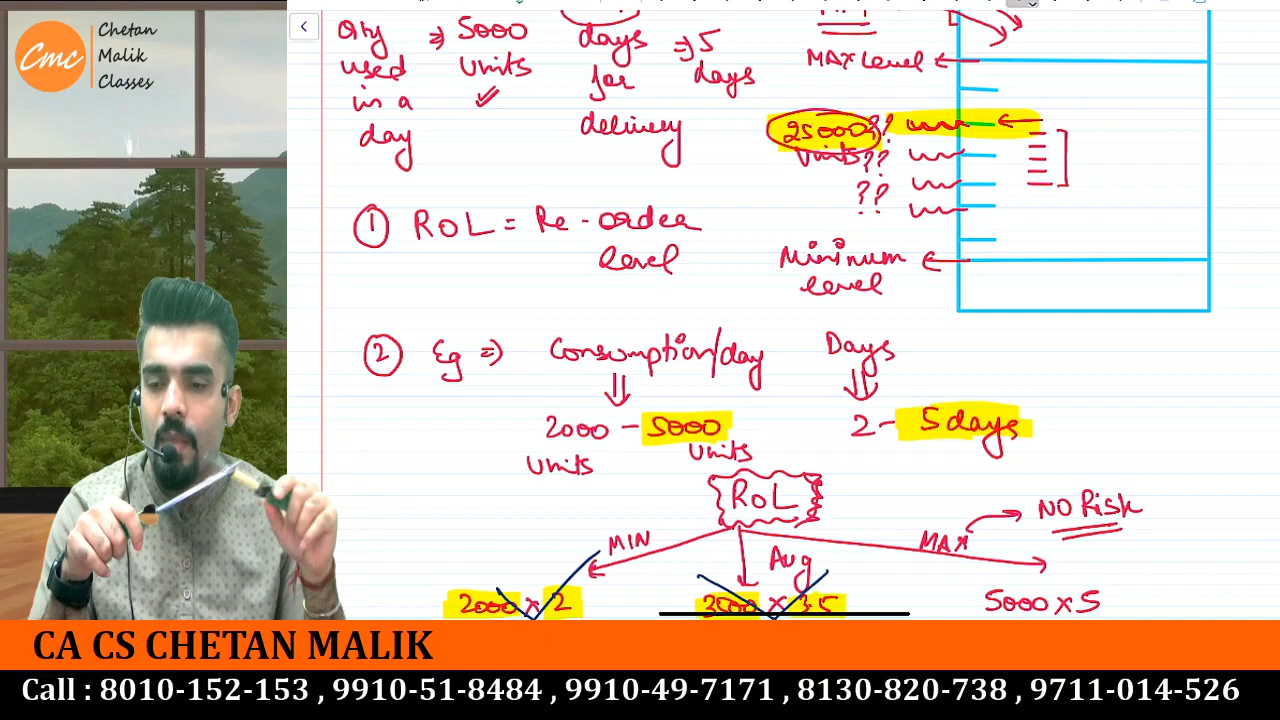 Cmc
Chetan
Malik
Classes
Qty
used
in a
day
⇒ 5000
Units
days
for
delivery
⇒ 5
days
MAX Level
25000 ??
Units ??
??
Minimum
level
① ROL = Re-order
level
② Eg ⇒ Consumption/day Days
2000 - 5000 2 - 5 days
Units Units
ROL
MIN Avg MAX NO Risk
2000 x 2 3500 x 3.5 5000 x 5
CA CS CHETAN MALIK
Call : 8010-152-153 , 9910-51-8484 , 9910-49-7171 , 8130-820-738 , 9711-014-526